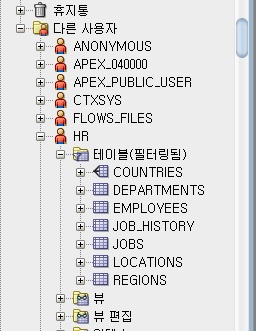 휴지통
다른 사용자
ANONYMOUS
APEX_040000
APEX_PUBLIC_USER
CTXSYS
FLOWS_FILES
HR
테이블(필터링됨)
COUNTRIES
DEPARTMENTS
EMPLOYEES
JOB_HISTORY
JOBS
LOCATIONS
REGIONS
뷰
뷰 편집